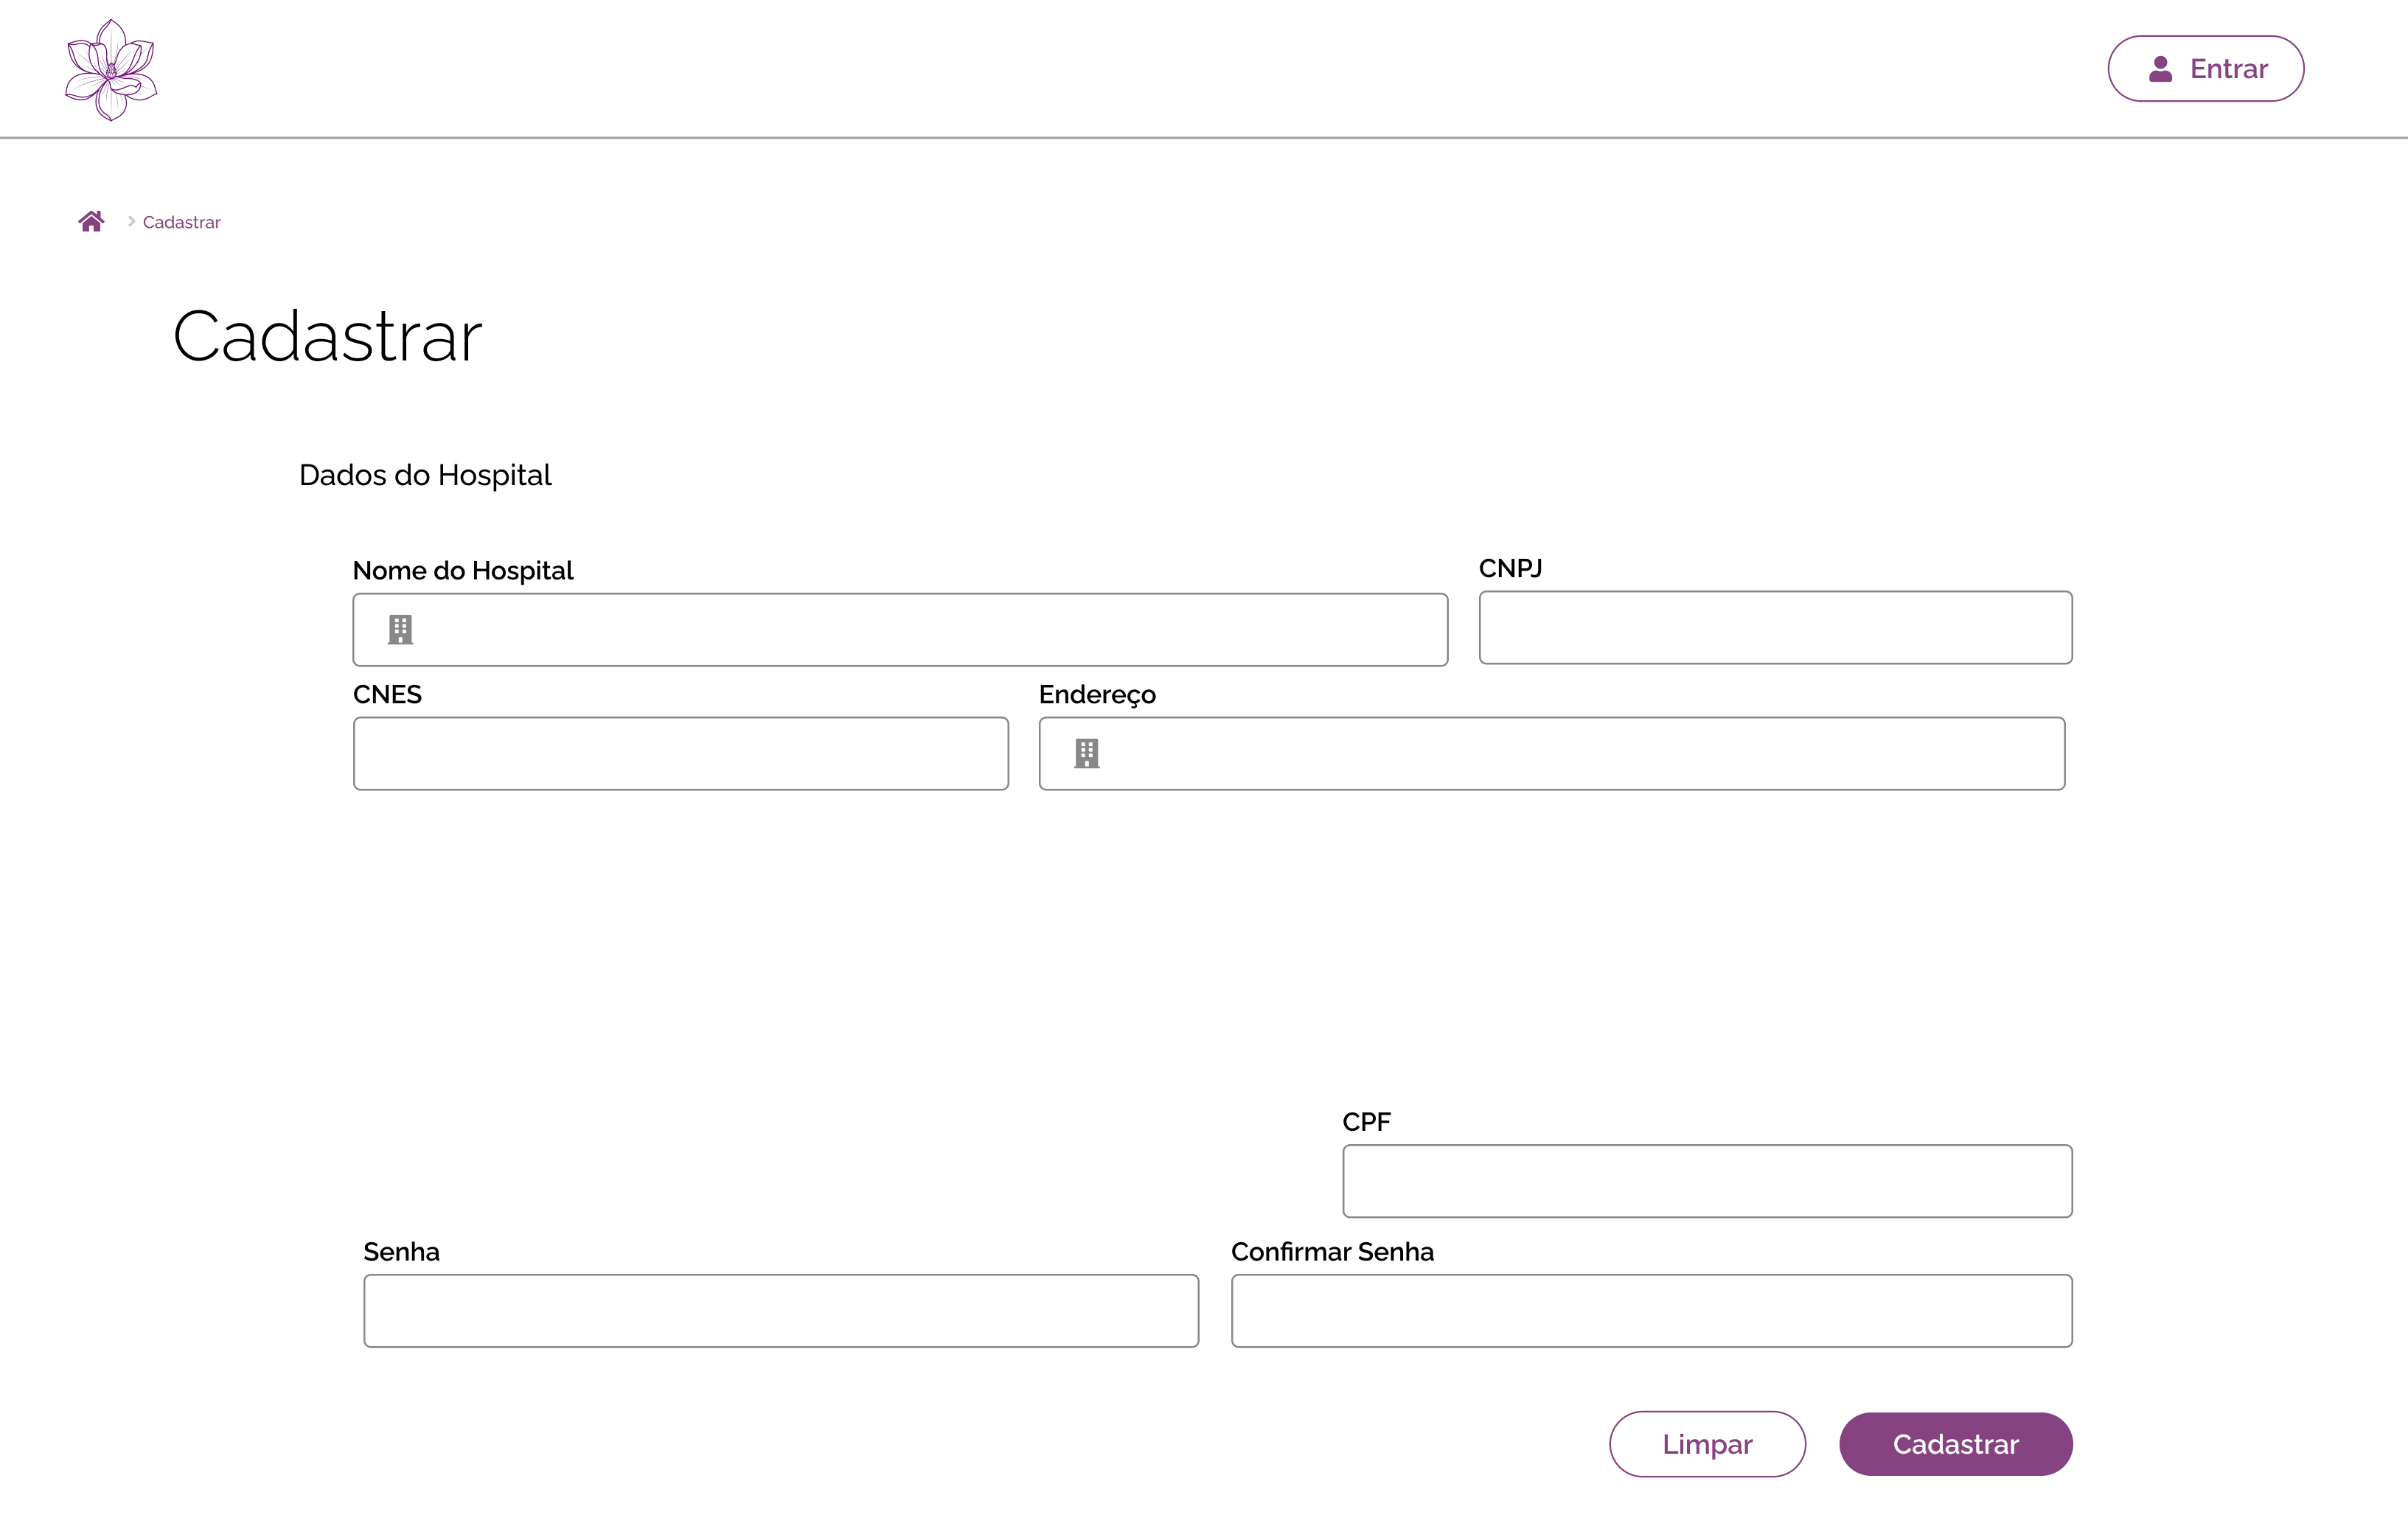 Entrar
Cadastrar
Cadastrar
Dados do Hospital
Nome do Hospital
CNPJ
CNES
Endereço
CPF
Senha
Confirmar Senha
Limpar
Cadastrar